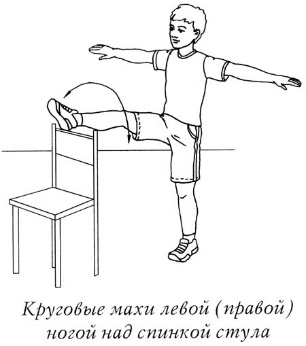 Круговые махи левой (правой)
ногой над спинкой стула